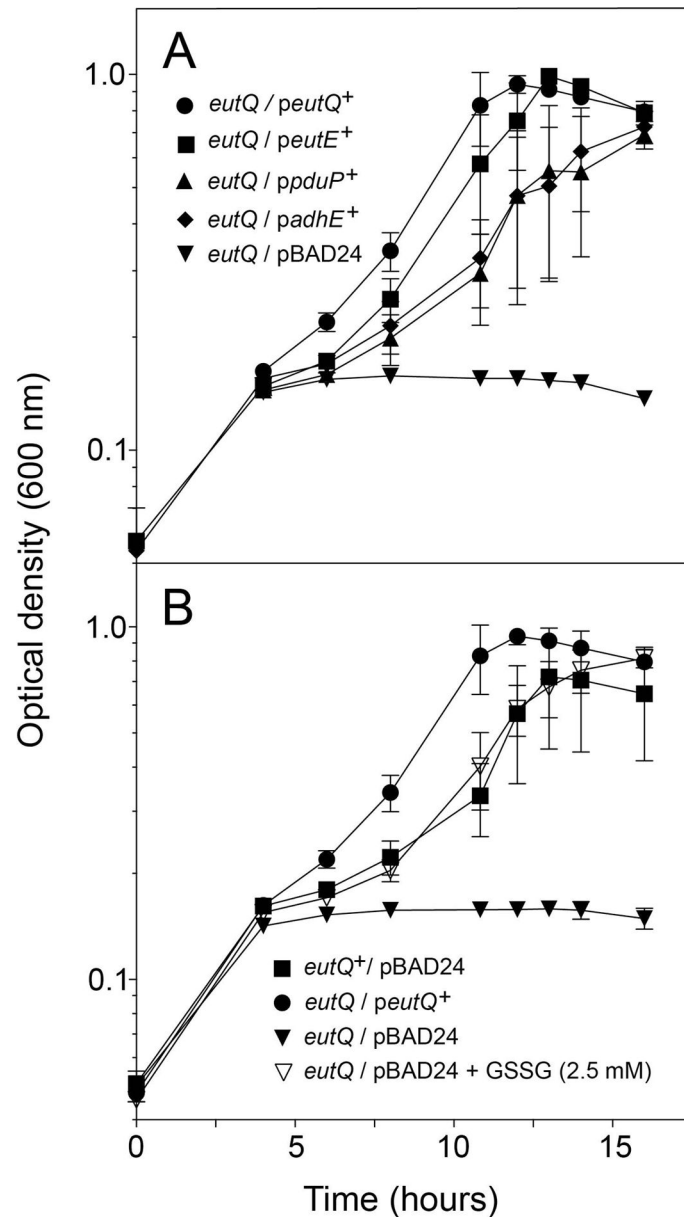 A
1.0
eutQ / peutQ+
eutQ / peutE+
eutQ / ppduP+
eutQ / padhE+
eutQ / pBAD24
0.1
Optical density (600 nm)
B
1.0
0.1
eutQ+/ pBAD24
eutQ / peutQ+
eutQ / pBAD24
eutQ / pBAD24 + GSSG (2.5 mM)
0 5 10 15
Time (hours)